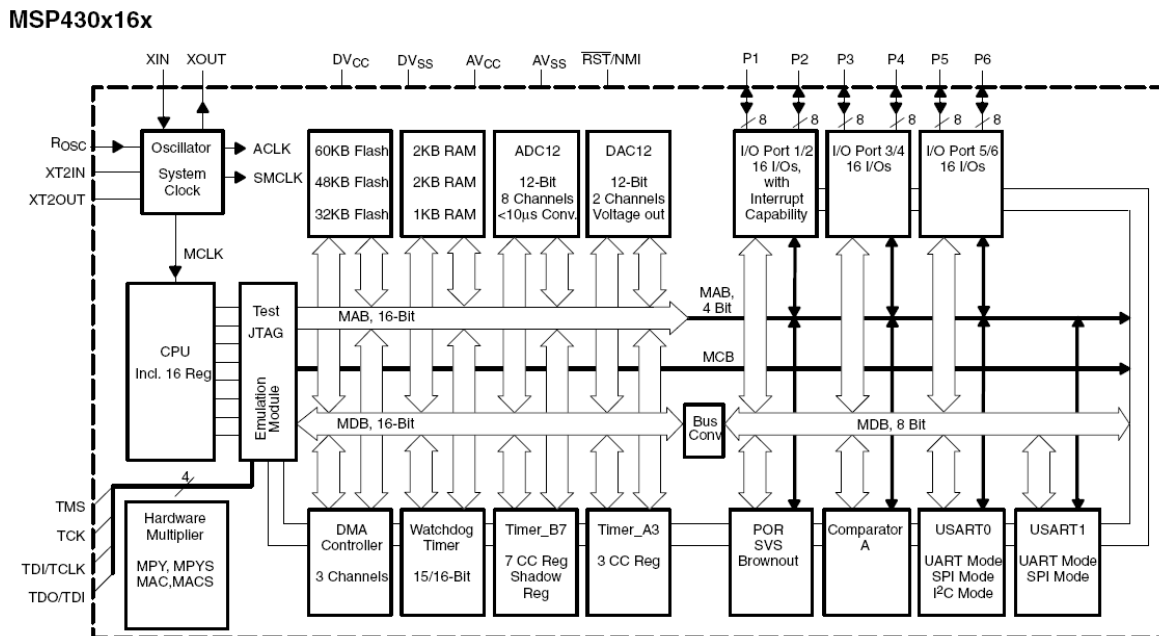 MSP430x16x
XIN
XOUT
DVCC
DVSS
AVCC
AVSS
RST/NMI
P1
P2
P3
P4
P5
P6
8
8
8
8
8
8
ROSC
XT2IN
XT2OUT
Oscillator
System
Clock
ACLK
SMCLK
MCLK
60KB Flash
48KB Flash
32KB Flash
2KB RAM
2KB RAM
1KB RAM
ADC12
12-Bit
8 Channels
<10μs Conv.
DAC12
12-Bit
2 Channels
Voltage out
I/O Port 1/2
16 I/Os,
with
Interrupt
Capability
I/O Port 3/4
16 I/Os
I/O Port 5/6
16 I/Os
CPU
Incl. 16 Reg.
Test
JTAG
Emulation
Module
MAB, 16-Bit
MAB,
4 Bit
MCB
MDB, 16-Bit
Bus
Conv
MDB, 8 Bit
4
TMS
TCK
TDI/TCLK
TDO/TDI
Hardware
Multiplier
MPY, MPYS
MAC,MACS
DMA
Controller
3 Channels
Watchdog
Timer
15/16-Bit
Timer_B7
7 CC Reg
Shadow
Reg
Timer_A3
3 CC Reg
POR
SVS
Brownout
Comparator
A
USART0
UART Mode
SPI Mode
I²C Mode
USART1
UART Mode
SPI Mode